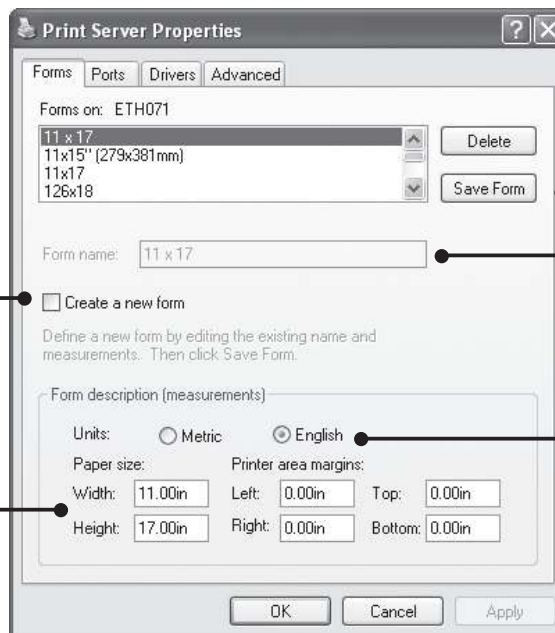 Print Server Properties
Forms Ports Drivers Advanced
Forms on: ETH071
11 x 17
11x15" (279x381mm)
11x17
126x18
Delete
Save Form
Form name: 11 x 17
Create a new form
Define a new form by editing the existing name and
measurements. Then click Save Form.
Form description (measurements)
Units: Metric English
Paper size: Printer area margins:
Width: 11.00in Left: 0.00in Top: 0.00in
Height: 17.00in Right: 0.00in Bottom: 0.00in
OK Cancel Apply